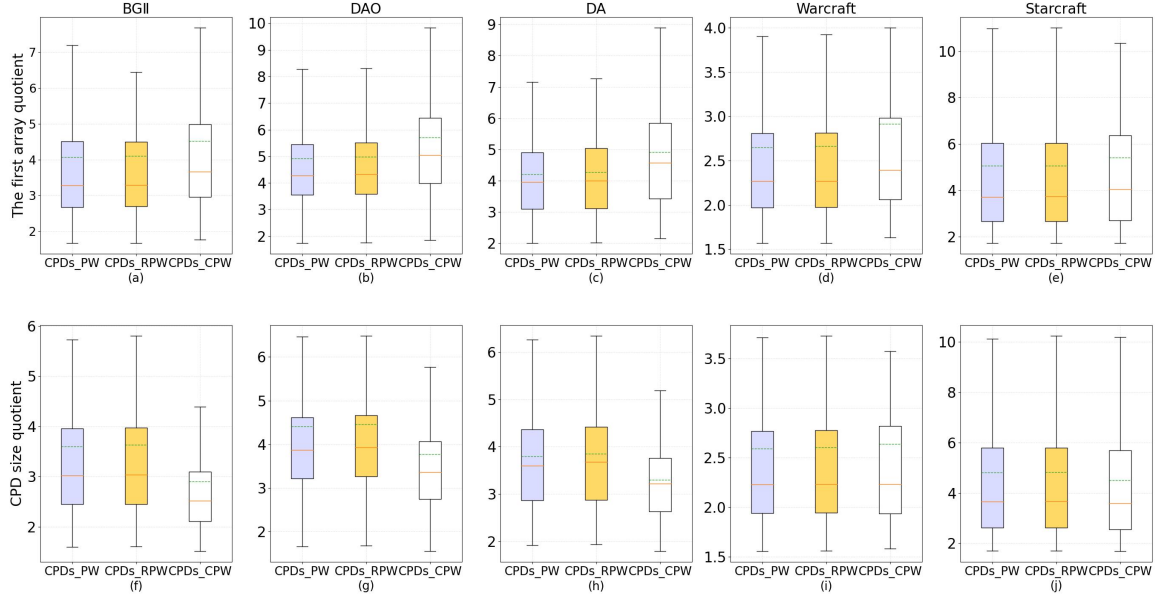 BGⅡ
DAO
DA
Warcraft
Starcraft
The first array quotient
7
6
5
4
3
2
CPDs_PW CPDs_RPW CPDs_CPW
(a)
10
9
8
7
6
5
4
3
2
CPDs_PW CPDs_RPW CPDs_CPW
(b)
9
8
7
6
5
4
3
2
CPDs_PW CPDs_RPW CPDs_CPW
(c)
4.0
3.5
3.0
2.5
2.0
1.5
CPDs_PW CPDs_RPW CPDs_CPW
(d)
10
8
6
4
2
CPDs_PW CPDs_RPW CPDs_CPW
(e)
CPD size quotient
6
5
4
3
2
CPDs_PW CPDs_RPW CPDs_CPW
(f)
6
5
4
3
2
CPDs_PW CPDs_RPW CPDs_CPW
(g)
6
5
4
3
2
CPDs_PW CPDs_RPW CPDs_CPW
(h)
3.5
3.0
2.5
2.0
1.5
CPDs_PW CPDs_RPW CPDs_CPW
(i)
10
8
6
4
2
CPDs_PW CPDs_RPW CPDs_CPW
(j)